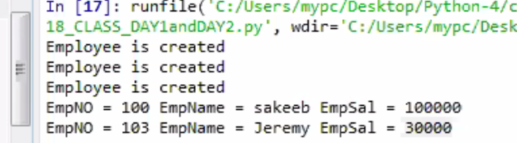 In [17]: runfile('C:/Users/mypc/Desktop/Python-4/c
18_CLASS_DAY1andDAY2.py', wdir='C:/Users/mypc/Desk
Employee is created
Employee is created
Employee is created
EmpNO = 100 EmpName = sakeeb EmpSal = 100000
EmpNO = 103 EmpName = Jeremy EmpSal = 30000